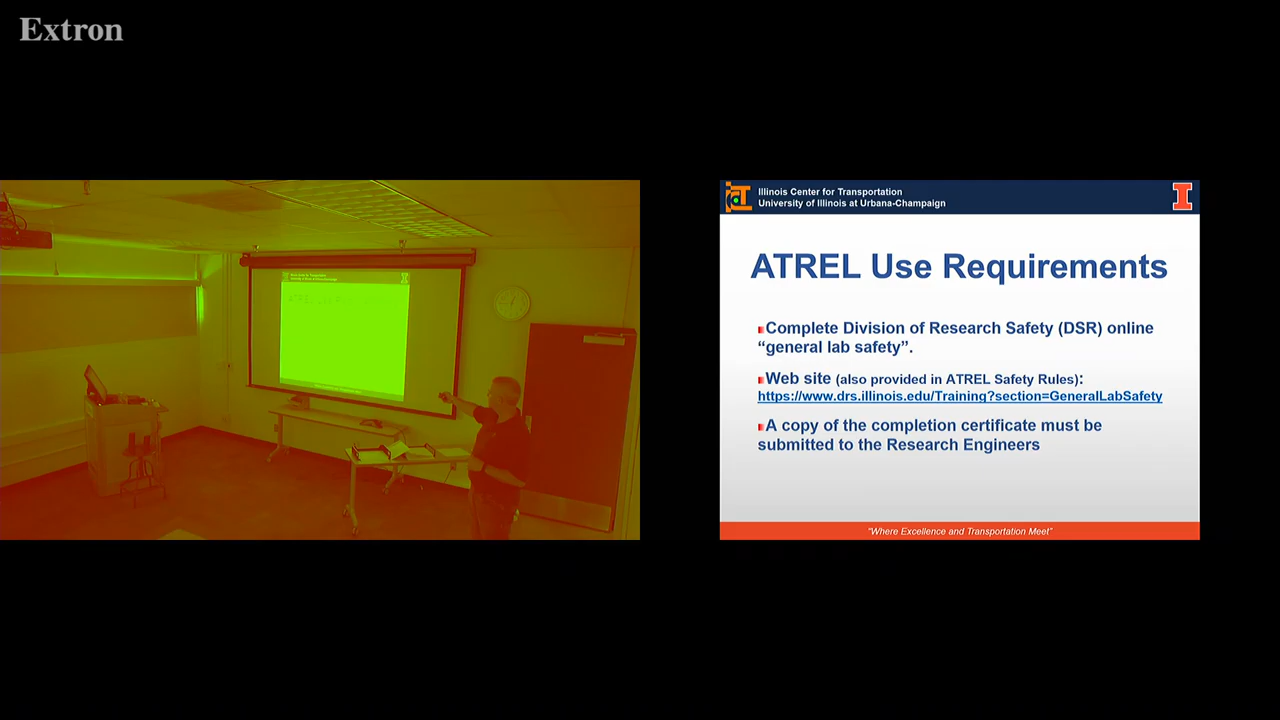 Extron
Illinois Center for Transportation
University of Illinois at Urbana-Champaign
I
ATREL Use Requirements
Complete Division of Research Safety (DSR) online
“general lab safety”.
Web site (also provided in ATREL Safety Rules):
https://www.drs.illinois.edu/Training?section=GeneralLabSafety
A copy of the completion certificate must be
submitted to the Research Engineers
"Where Excellence and Transportation Meet"